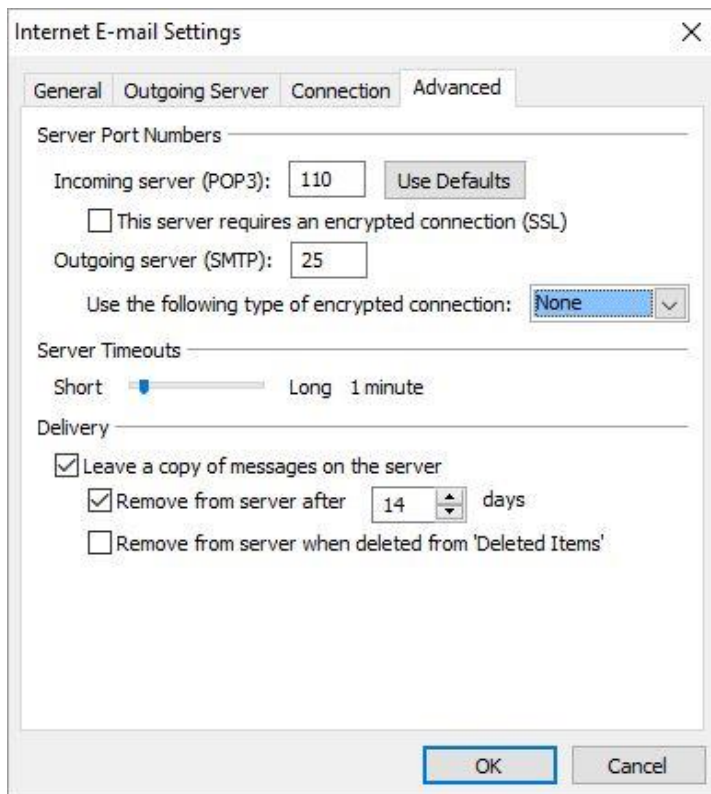 Internet E-mail Settings
General Outgoing Server Connection Advanced
Server Port Numbers
Incoming server (POP3): 110 Use Defaults
This server requires an encrypted connection (SSL)
Outgoing server (SMTP): 25
Use the following type of encrypted connection: None
Server Timeouts
Short Long 1 minute
Delivery
Leave a copy of messages on the server
Remove from server after 14 days
Remove from server when deleted from 'Deleted Items'
OK Cancel